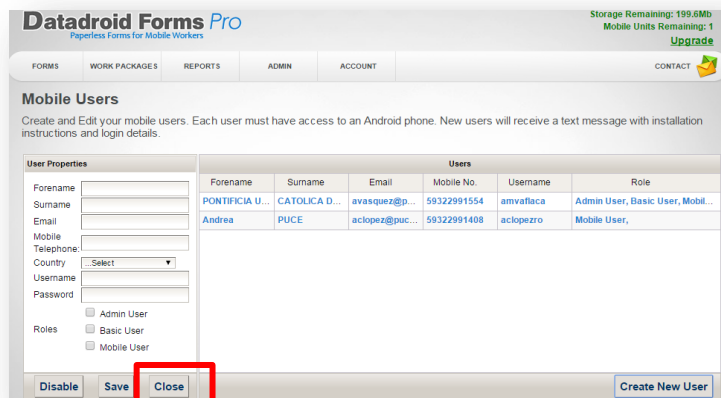 Datadroid Forms Pro
Paperless Forms for Mobile Workers
Storage Remaining: 199.6Mb
Mobile Units Remaining: 1
Upgrade
FORMS WORK PACKAGES REPORTS ADMIN ACCOUNT CONTACT
Mobile Users
Create and Edit your mobile users. Each user must have access to an Android phone. New users will receive a text message with installation
instructions and login details.
User Properties
Forename
Surname
Email
Mobile
Telephone:
Country ...Select
Username
Password
Roles
Admin User
Basic User
Mobile User
Disable Save Close
Users
Forename Surname Email Mobile No. Username Role
PONTIFICIA U... CATOLICA D... avasquez@p... 59322991554 amvaflaca Admin User, Basic User, Mobil...
Andrea PUCE aclopez@puc... 59322991408 aclopezro Mobile User,
Create New User